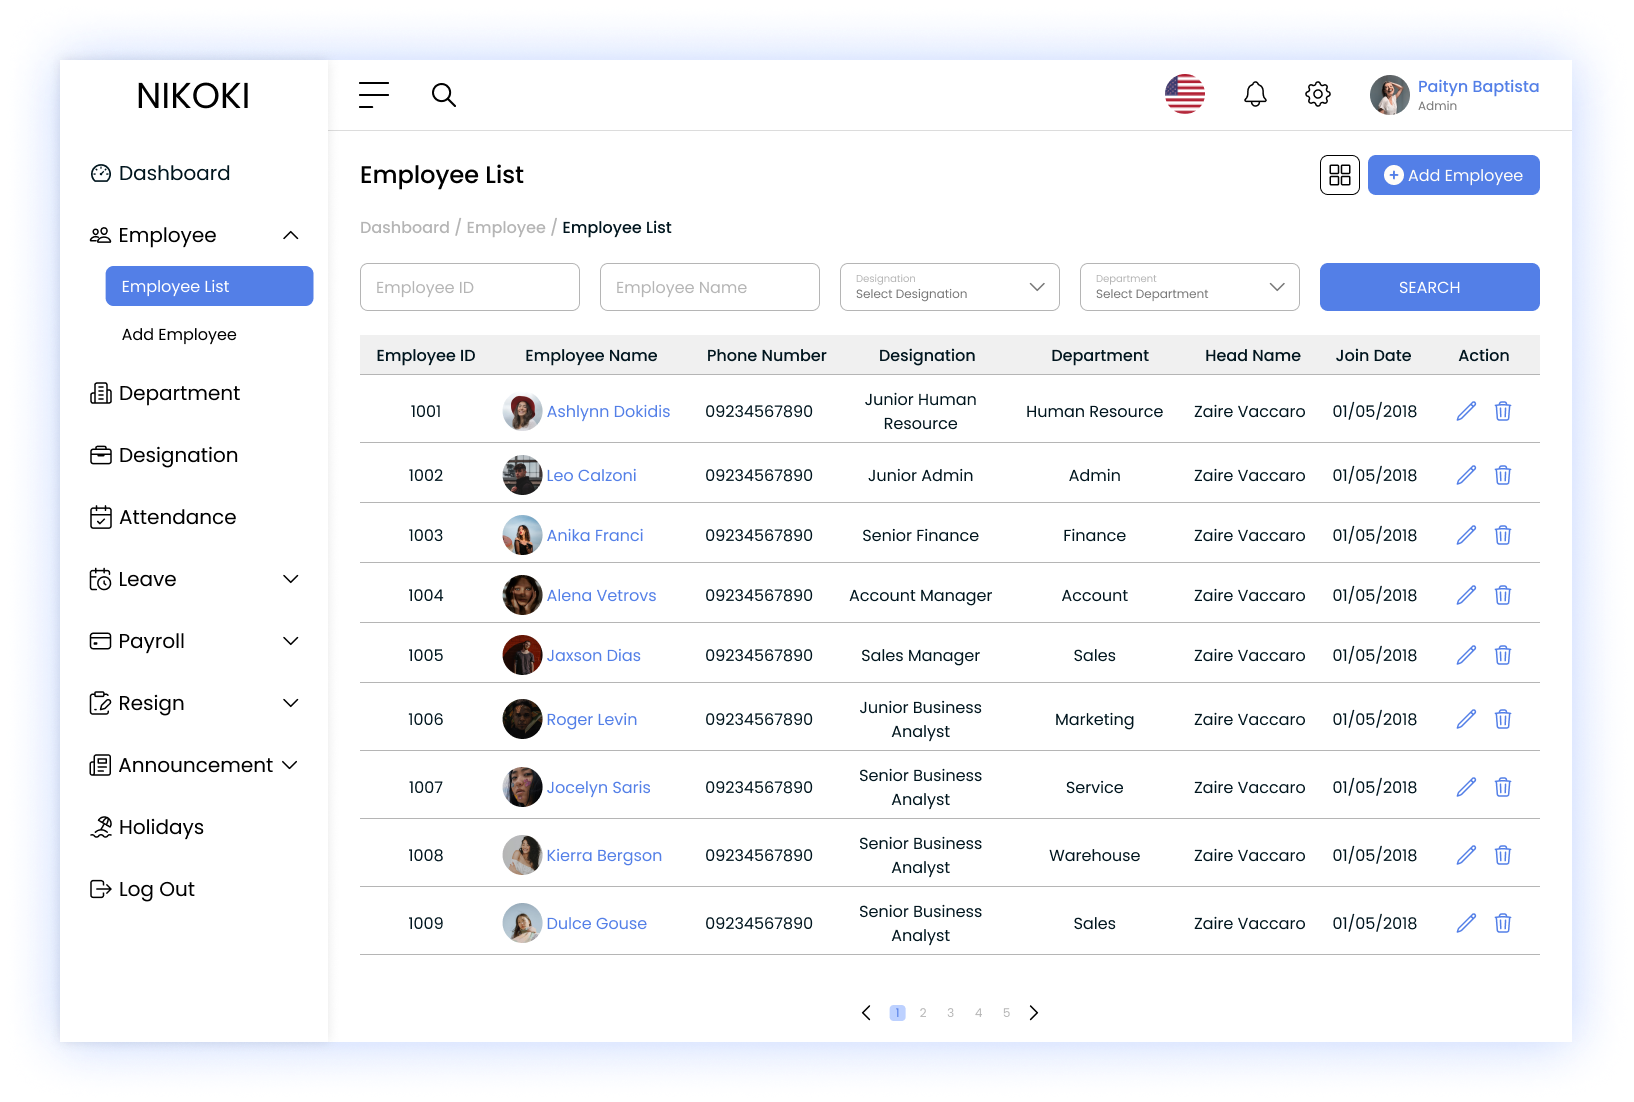 NIKOKI
Paityn Baptista
Admin
Dashboard
Employee
Employee List
Add Employee
Department
Designation
Attendance
Leave
Payroll
Resign
Announcement
Holidays
Log Out
Employee List
Add Employee
Dashboard / Employee / Employee List
Employee ID
Employee Name
Designation
Select Designation
Department
Select Department
SEARCH
Employee ID Employee Name Phone Number Designation Department Head Name Join Date Action
1001 Ashlynn Dokidis 09234567890 Junior Human Resource Human Resource Zaire Vaccaro 01/05/2018
1002 Leo Calzoni 09234567890 Junior Admin Admin Zaire Vaccaro 01/05/2018
1003 Anika Franci 09234567890 Senior Finance Finance Zaire Vaccaro 01/05/2018
1004 Alena Vetrovs 09234567890 Account Manager Account Zaire Vaccaro 01/05/2018
1005 Jaxson Dias 09234567890 Sales Manager Sales Zaire Vaccaro 01/05/2018
1006 Roger Levin 09234567890 Junior Business Analyst Marketing Zaire Vaccaro 01/05/2018
1007 Jocelyn Saris 09234567890 Senior Business Analyst Service Zaire Vaccaro 01/05/2018
1008 Kierra Bergson 09234567890 Senior Business Analyst Warehouse Zaire Vaccaro 01/05/2018
1009 Dulce Gouse 09234567890 Senior Business Analyst Sales Zaire Vaccaro 01/05/2018
1 2 3 4 5